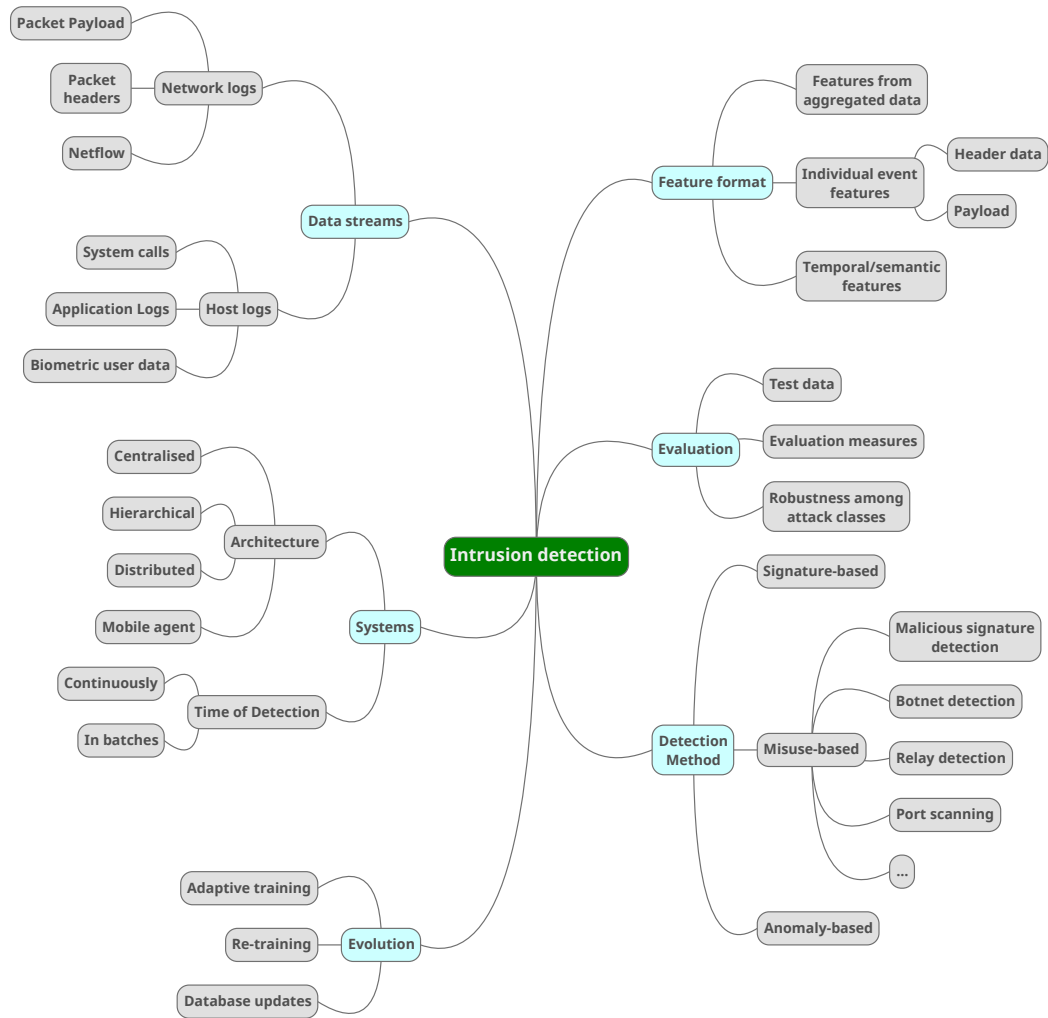 Packet Payload
Packet
headers
Network logs
Netflow
Data streams
System calls
Application Logs
Host logs
Biometric user data
Centralised
Hierarchical
Architecture
Distributed
Mobile agent
Systems
Continuously
Time of Detection
In batches
Adaptive training
Re-training
Evolution
Database updates
Intrusion detection
Features from
aggregated data
Feature format
Individual event
features
Header data
Payload
Temporal/semantic
features
Test data
Evaluation
Evaluation measures
Robustness among
attack classes
Signature-based
Detection
Method
Misuse-based
Malicious signature
detection
Botnet detection
Relay detection
Port scanning
...
Anomaly-based